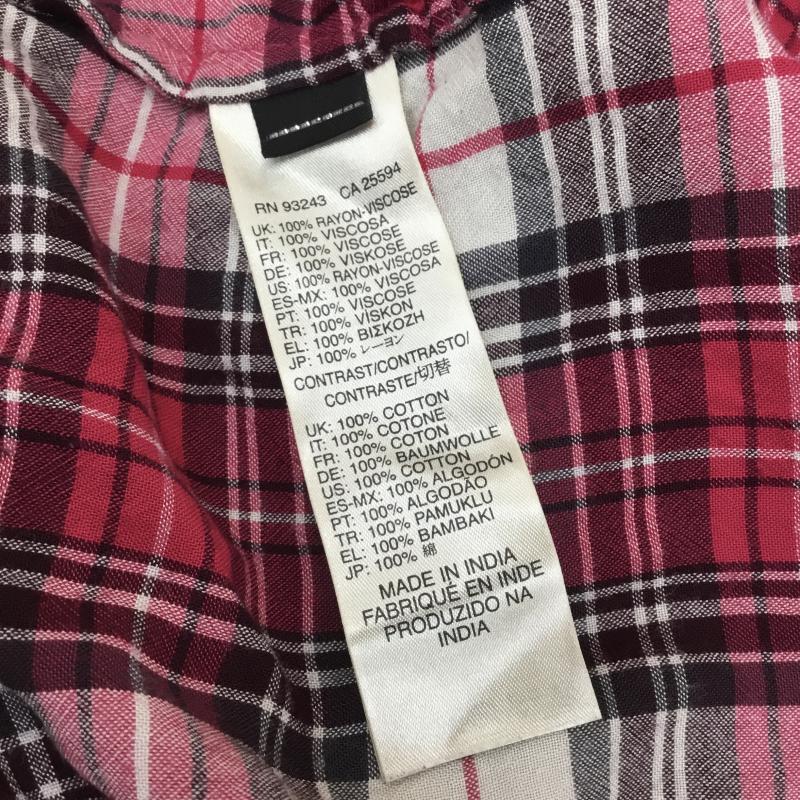 RN 93243 CA 25594
UK: 100% RAYON-VISCOSE
IT: 100% VISCOSA
FR: 100% VISCOSE
DE: 100% VISKOSE
US: 100% RAYON-VISCOSE
ES-MX: 100% VISCOSA
PT: 100% VISCOSE
TR: 100% VİSKON
EL: 100% ΒΙΣΚΟΖΗ
JP: 100% レーヨン
CONTRAST/CONTRASTO/
CONTRASTE/切替
UK: 100% COTTON
IT: 100% COTONE
FR: 100% COTON
DE: 100% BAUMWOLLE
US: 100% COTTON
ES-MX: 100% ALGODÓN
PT: 100% ALGODÃO
TR: 100% PAMUKLU
EL: 100% BAMBAKI
JP: 100% 綿
MADE IN INDIA
FABRIQUÉ EN INDE
PRODUZIDO NA
INDIA